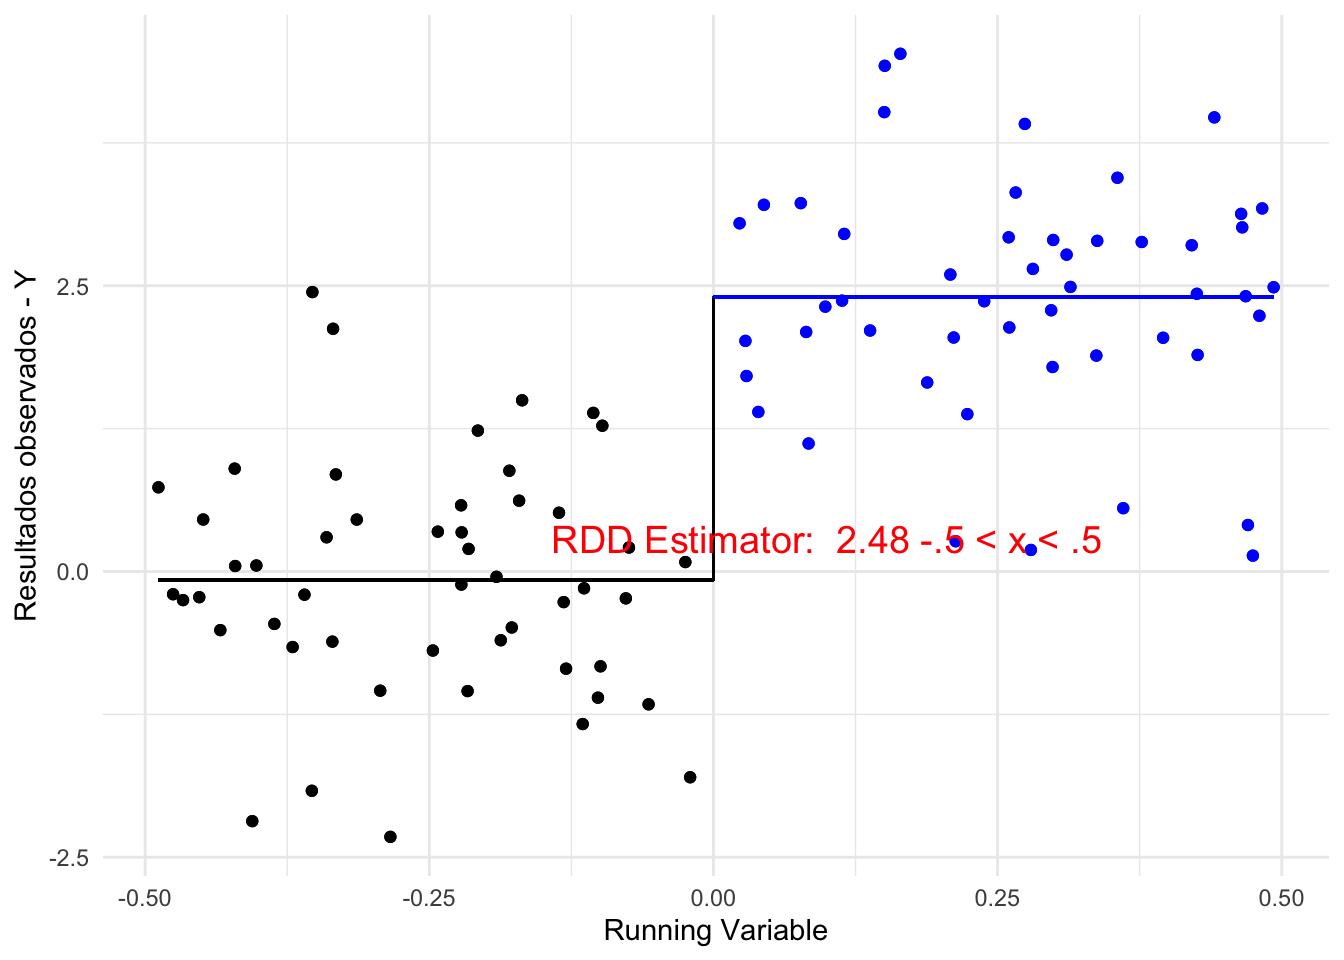 Resultados observados - Y
2.5
0.0
-2.5
RDD Estimator:  2.48 -.5 < x < .5
-0.50
-0.25
0.00
0.25
0.50
Running Variable